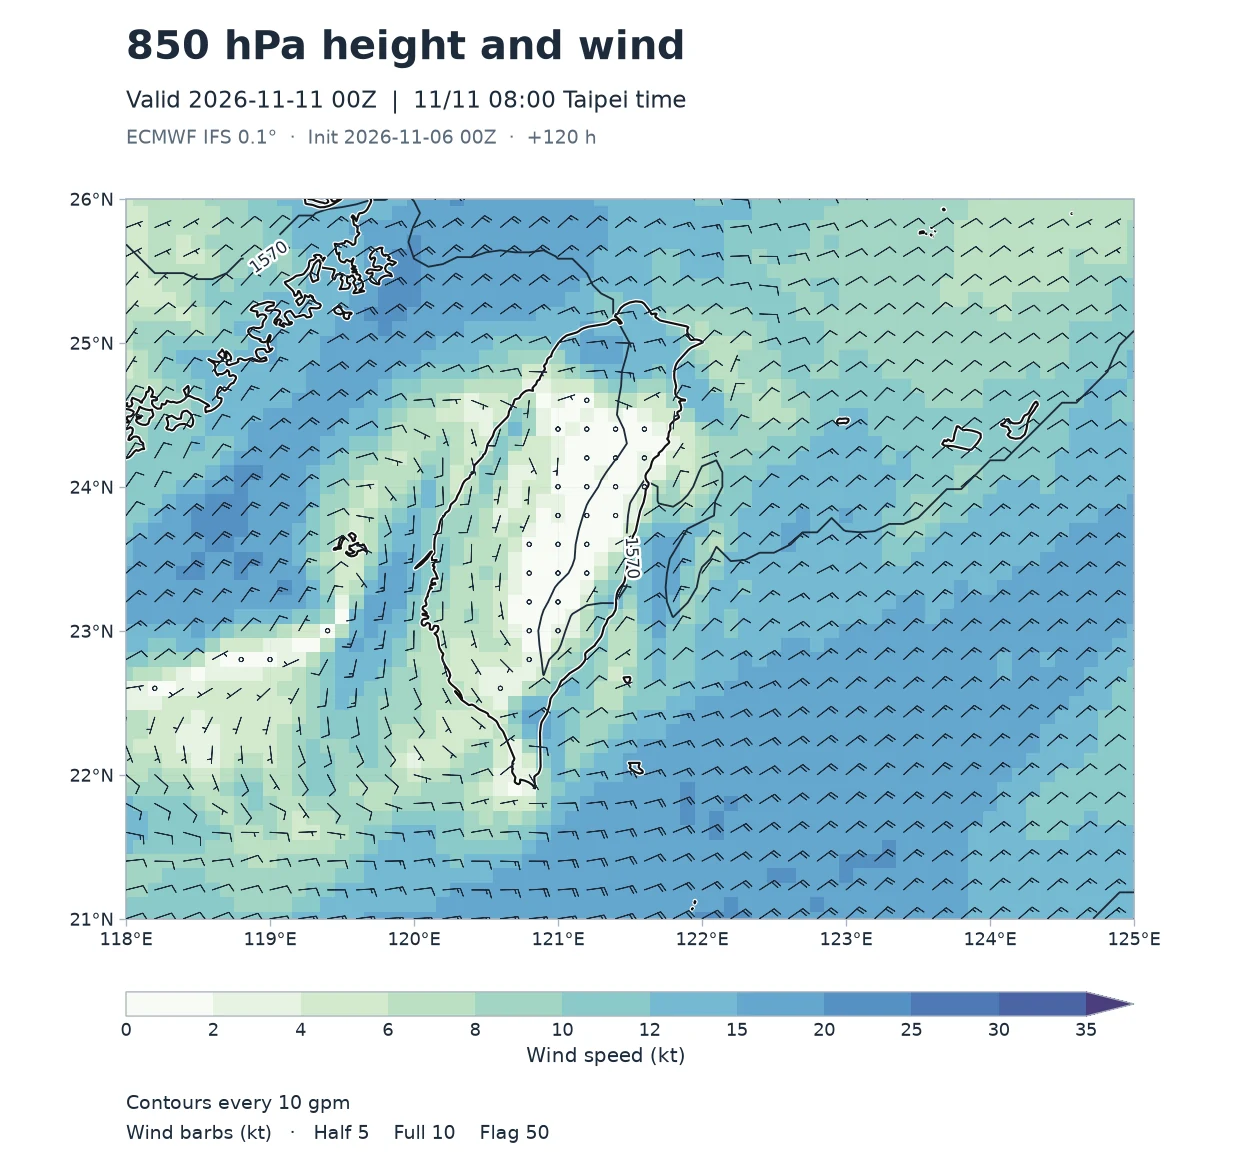 850 hPa height and wind
Valid 2026-11-11 00Z | 11/11 08:00 Taipei time
ECMWF IFS 0.1° · Init 2026-11-06 00Z · +120 h
26°N
1570
25°N
24°N
1570
23°N
22°N
21°N
118°E 119°E 120°E 121°E 122°E 123°E 124°E 125°E
0 2 4 6 8 10 12 15 20 25 30 35
Wind speed (kt)
Contours every 10 gpm
Wind barbs (kt) · Half 5 Full 10 Flag 50